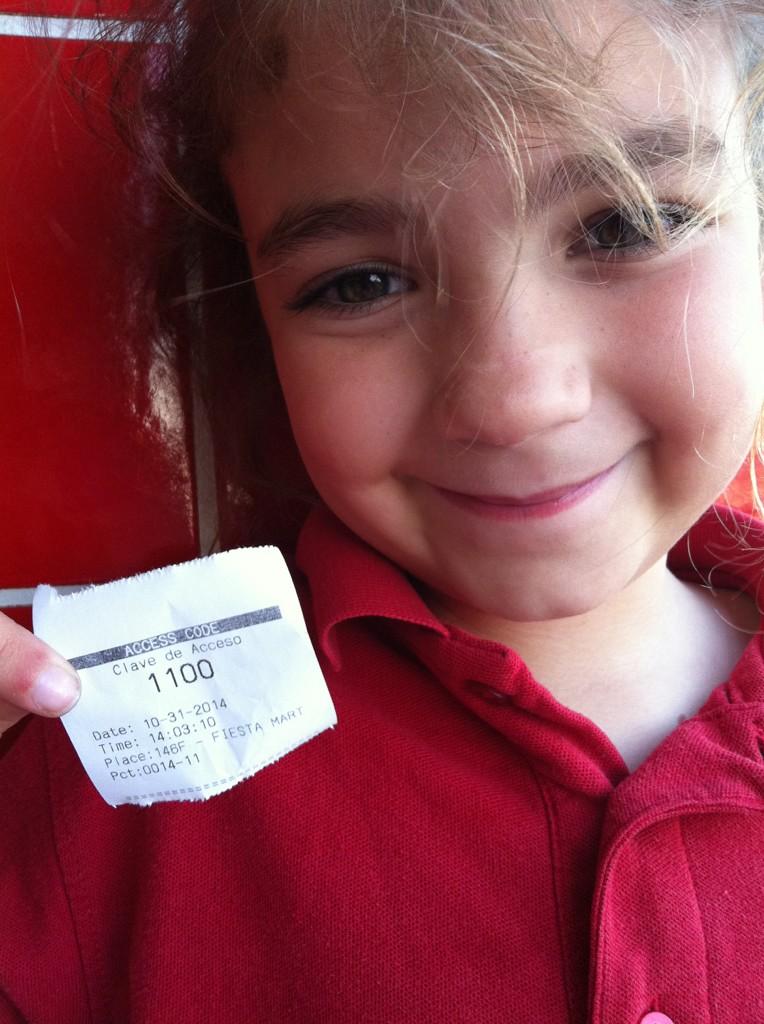 ACCESS CODE
Clave de Acceso
1100
Date: 10-31-2014
Time: 14:03:10
Place:146F - FIESTA MART
Pct:0014-11